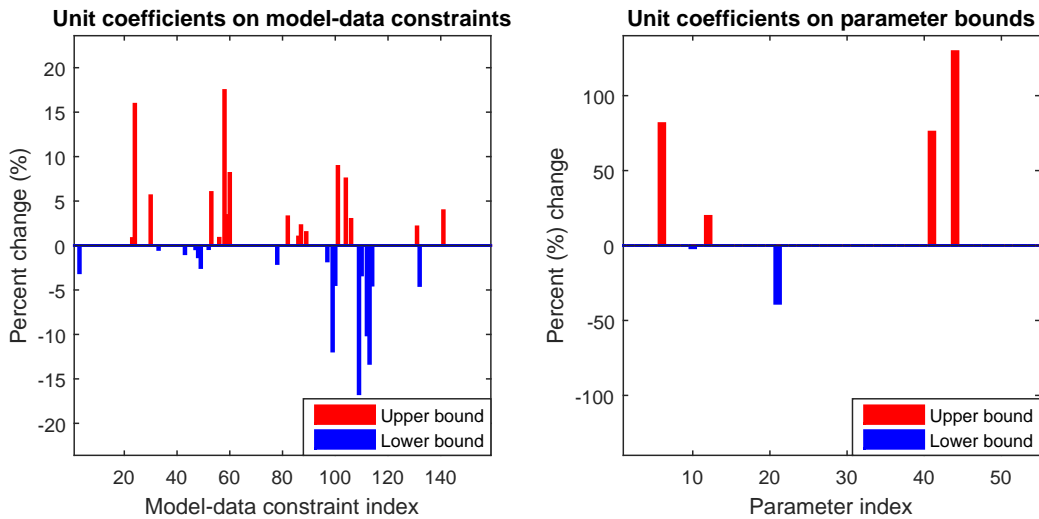 Unit coefficients on model-data constraints
Percent change (%)
20
15
10
5
0
-5
-10
-15
-20
20 40 60 80 100 120 140
Model-data constraint index
Upper bound
Lower bound
Unit coefficients on parameter bounds
Percent (%) change
100
50
0
-50
-100
10 20 30 40 50
Parameter index
Upper bound
Lower bound